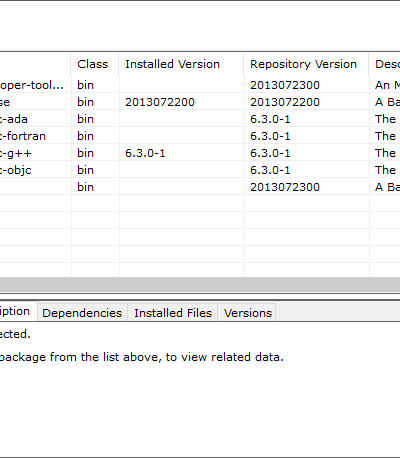 Class Installed Version Repository Version Desc
oper-tool... bin 2013072300 An M
se bin 2013072200 2013072200 A Ba
c-ada bin 6.3.0-1 The
c-fortran bin 6.3.0-1 The
c-g++ bin 6.3.0-1 6.3.0-1 The
c-objc bin 6.3.0-1 The
bin 2013072300 A Ba
iption Dependencies Installed Files Versions
ected.
package from the list above, to view related data.